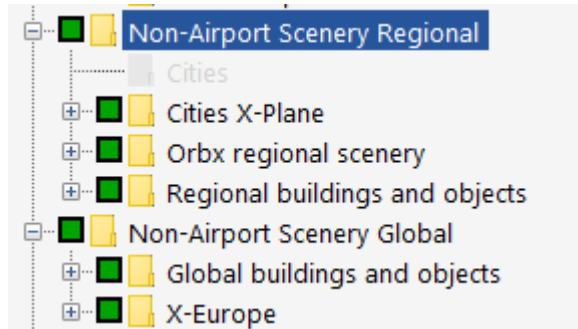 Non-Airport Scenery Regional
Cities
Cities X-Plane
Orbx regional scenery
Regional buildings and objects
Non-Airport Scenery Global
Global buildings and objects
X-Europe